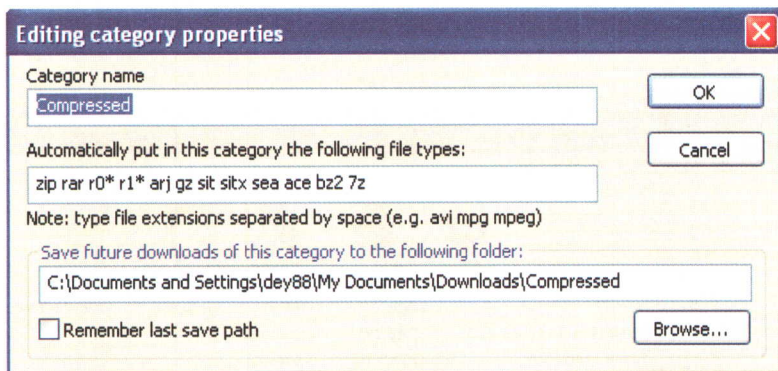 Editing category properties
Category name
Compressed
OK
Automatically put in this category the following file types:
Cancel
zip rar r0* r1* arj gz sit sitx sea ace bz2 7z
Note: type file extensions separated by space (e.g. avi mpg mpeg)
Save future downloads of this category to the following folder:
C:\Documents and Settings\dey88\My Documents\Downloads\Compressed
Remember last save path
Browse...